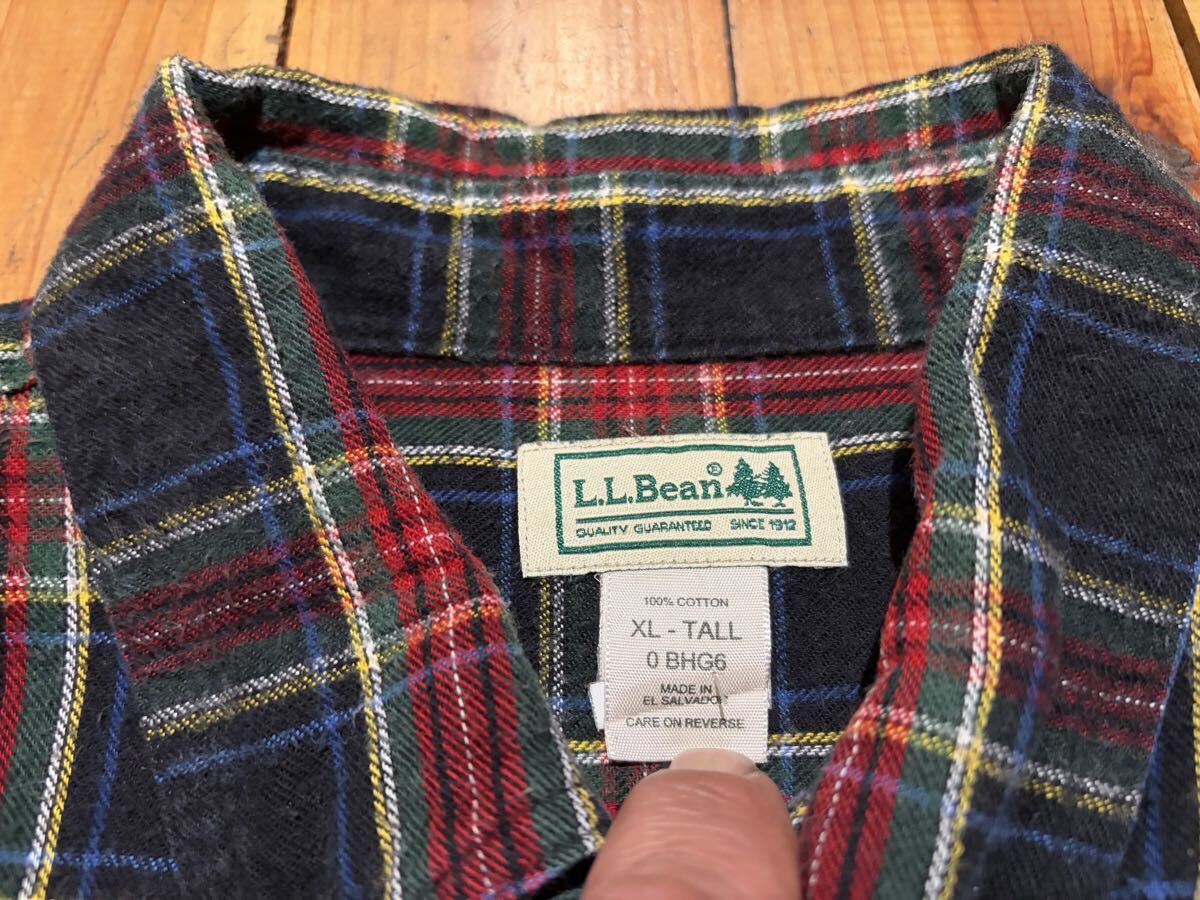 L.L.Bean®
QUALITY GUARANTEED SINCE 1912
100% COTTON
XL - TALL
0 BHG6
MADE IN
EL SALVADOR
CARE ON REVERSE